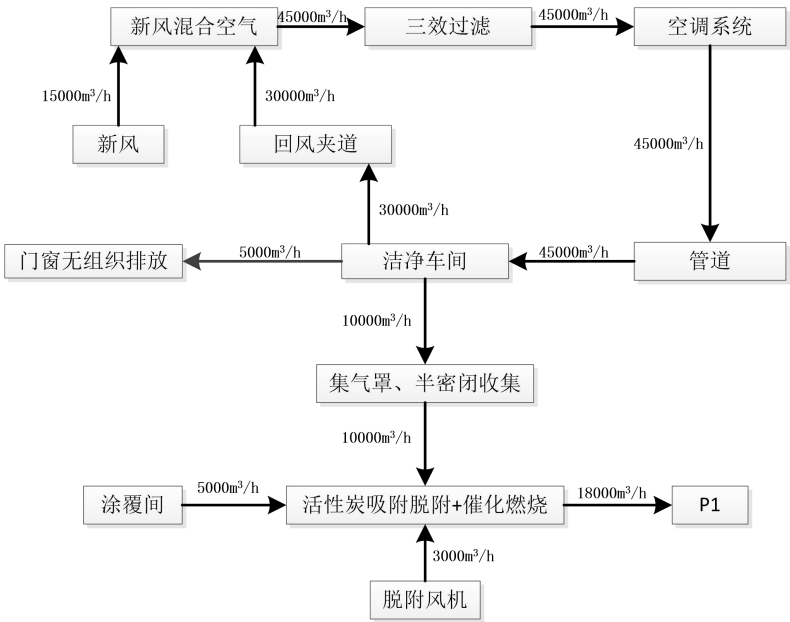 新风混合空气
45000m³/h
三效过滤
45000m³/h
空调系统
15000m³/h
30000m³/h
新风
回风夹道
45000m³/h
30000m³/h
门窗无组织排放
5000m³/h
洁净车间
45000m³/h
管道
10000m³/h
集气罩、半密闭收集
10000m³/h
涂覆间
5000m³/h
活性炭吸附脱附+催化燃烧
18000m³/h
P1
3000m³/h
脱附风机